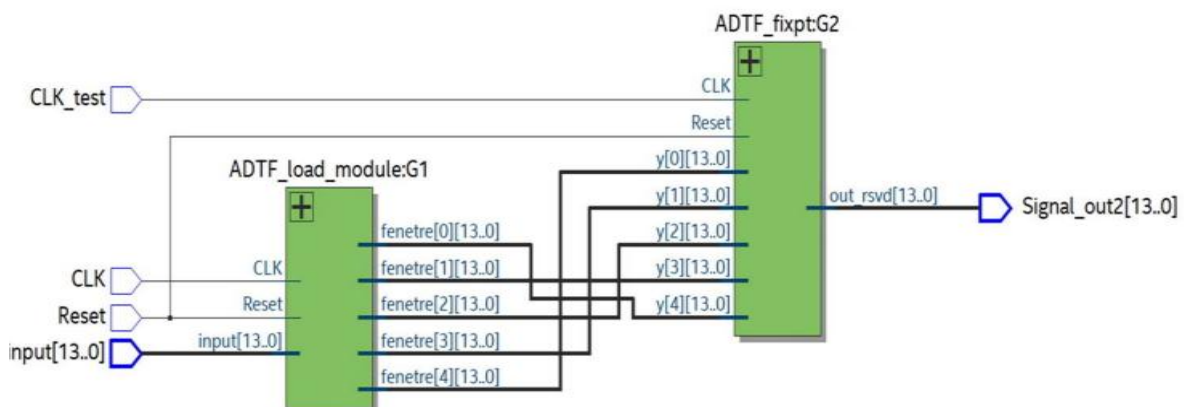 ADTF_fixpt:G2
CLK_test
CLK
Reset
y[0][13..0]
y[1][13..0]
y[2][13..0]
y[3][13..0]
y[4][13..0]
out_rsvd[13..0]
Signal_out2[13..0]
ADTF_load_module:G1
CLK
Reset
nput[13..0]
CLK
Reset
input[13..0]
fenetre[0][13..0]
fenetre[1][13..0]
fenetre[2][13..0]
fenetre[3][13..0]
fenetre[4][13..0]